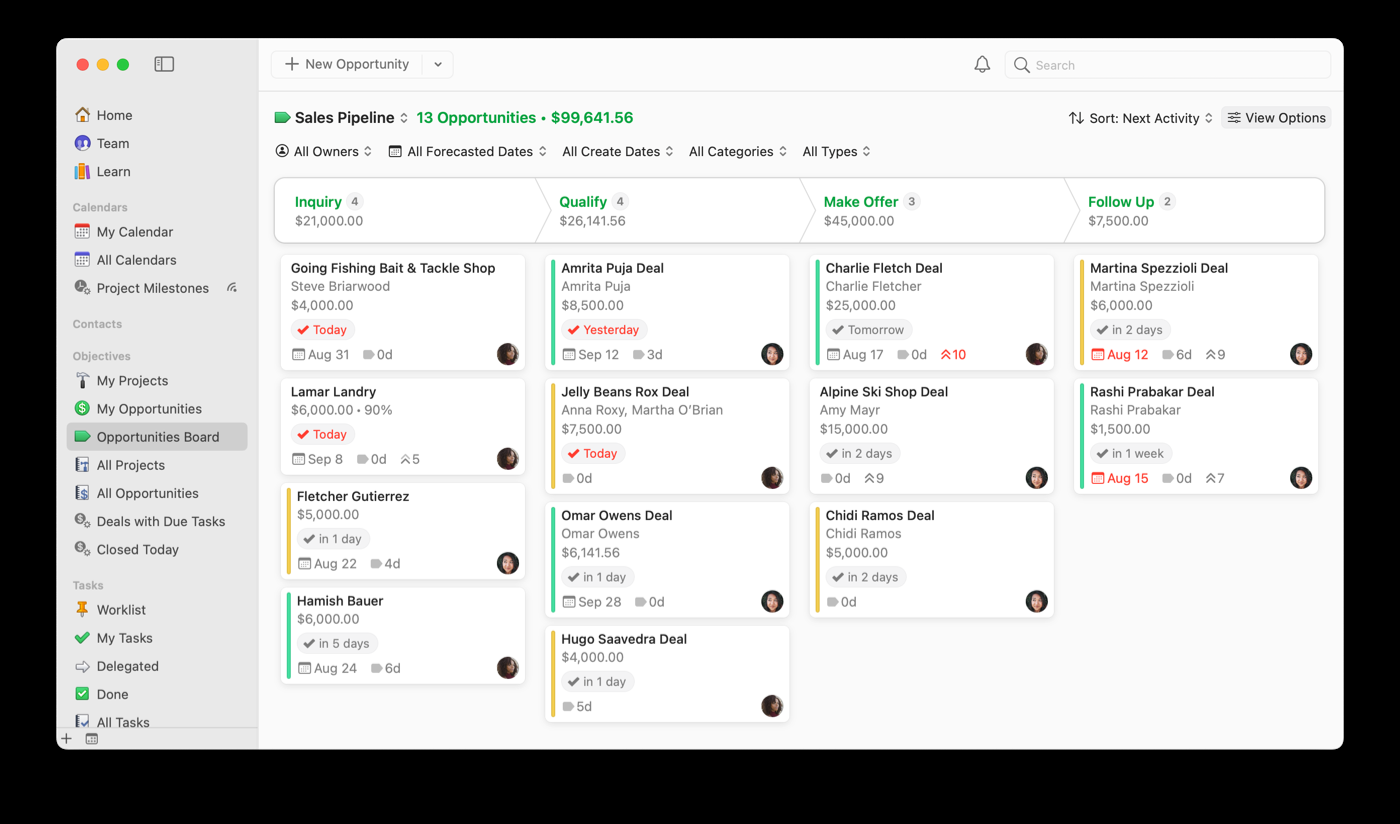 New Opportunity
Search
Home
Team
Learn
Calendars
My Calendar
All Calendars
Project Milestones
Contacts
Objectives
My Projects
My Opportunities
Opportunities Board
All Projects
All Opportunities
Deals with Due Tasks
Closed Today
Tasks
Worklist
My Tasks
Delegated
Done
All Tasks
Sales Pipeline 13 Opportunities • $99,641.56
Sort: Next Activity
View Options
All Owners
All Forecasted Dates
All Create Dates
All Categories
All Types
Inquiry 4
$21,000.00
Qualify 4
$26,141.56
Make Offer 3
$45,000.00
Follow Up 2
$7,500.00
Going Fishing Bait & Tackle Shop
Steve Briarwood
$4,000.00
Today
Aug 31 0d
Lamar Landry
$6,000.00 • 90%
Today
Sep 8 0d 5
Fletcher Gutierrez
$5,000.00
in 1 day
Aug 22 4d
Hamish Bauer
$6,000.00
in 5 days
Aug 24 6d
Amrita Puja Deal
Amrita Puja
$8,500.00
Yesterday
Sep 12 3d
Jelly Beans Rox Deal
Anna Roxy, Martha O’Brian
$7,500.00
Today
0d
Omar Owens Deal
Omar Owens
$6,141.56
in 1 day
Sep 28 0d
Hugo Saavedra Deal
$4,000.00
in 1 day
5d
Charlie Fletch Deal
Charlie Fletcher
$25,000.00
Tomorrow
Aug 17 0d 10
Alpine Ski Shop Deal
Amy Mayr
$15,000.00
in 2 days
0d 9
Chidi Ramos Deal
Chidi Ramos
$5,000.00
in 2 days
0d
Martina Spezzioli Deal
Martina Spezzioli
$6,000.00
in 2 days
Aug 12 6d 9
Rashi Prabakar Deal
Rashi Prabakar
$1,500.00
in 1 week
Aug 15 0d 7